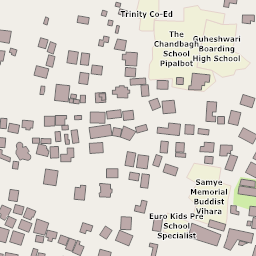 Trinity Co-Ed
The
Chandbagh
School
Pipalbot
Guheshwari
Boarding
High School
Samye
Memorial
Buddist
Vihara
Euro Kids Pre
School
Specialist